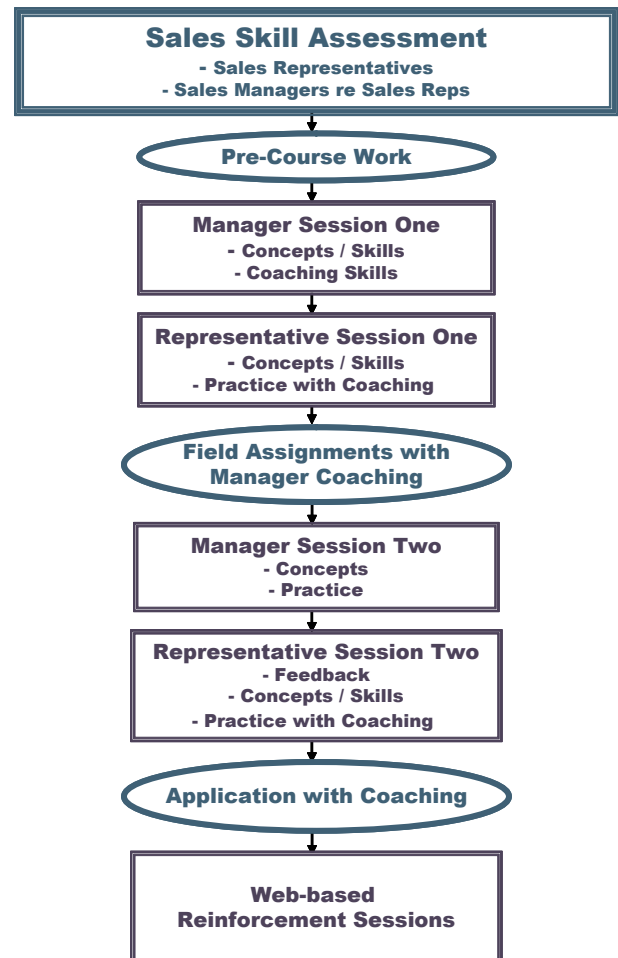 Sales Skill Assessment
- Sales Representatives
- Sales Managers re Sales Reps
Pre-Course Work
Manager Session One
- Concepts / Skills
- Coaching Skills
Representative Session One
- Concepts / Skills
- Practice with Coaching
Field Assignments with
Manager Coaching
Manager Session Two
- Concepts
- Practice
Representative Session Two
- Feedback
- Concepts / Skills
- Practice with Coaching
Application with Coaching
Web-based
Reinforcement Sessions